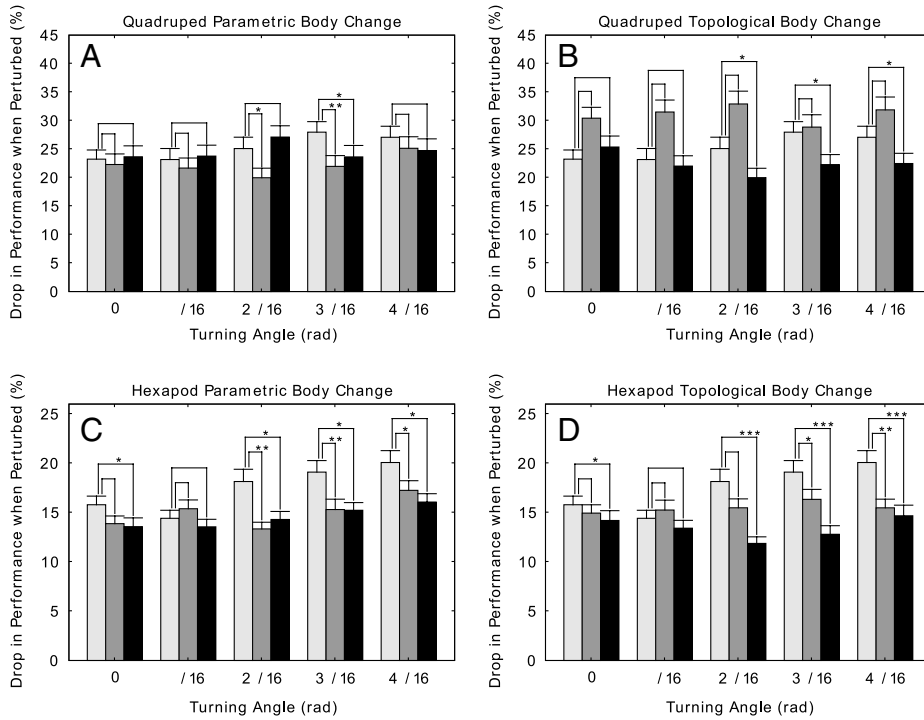 Quadruped Parametric Body Change
A
Drop in Performance when Perturbed (%)
45
40
35
30
25
20
15
10
5
0
* * **
0 / 16 2 / 16 3 / 16 4 / 16
Turning Angle (rad)
Quadruped Topological Body Change
B
Drop in Performance when Perturbed (%)
45
40
35
30
25
20
15
10
5
0
* * *
0 / 16 2 / 16 3 / 16 4 / 16
Turning Angle (rad)
Hexapod Parametric Body Change
C
Drop in Performance when Perturbed (%)
25
20
15
10
5
0
* * ** * ** * *
0 / 16 2 / 16 3 / 16 4 / 16
Turning Angle (rad)
Hexapod Topological Body Change
D
Drop in Performance when Perturbed (%)
25
20
15
10
5
0
* *** *** * *** **
0 / 16 2 / 16 3 / 16 4 / 16
Turning Angle (rad)